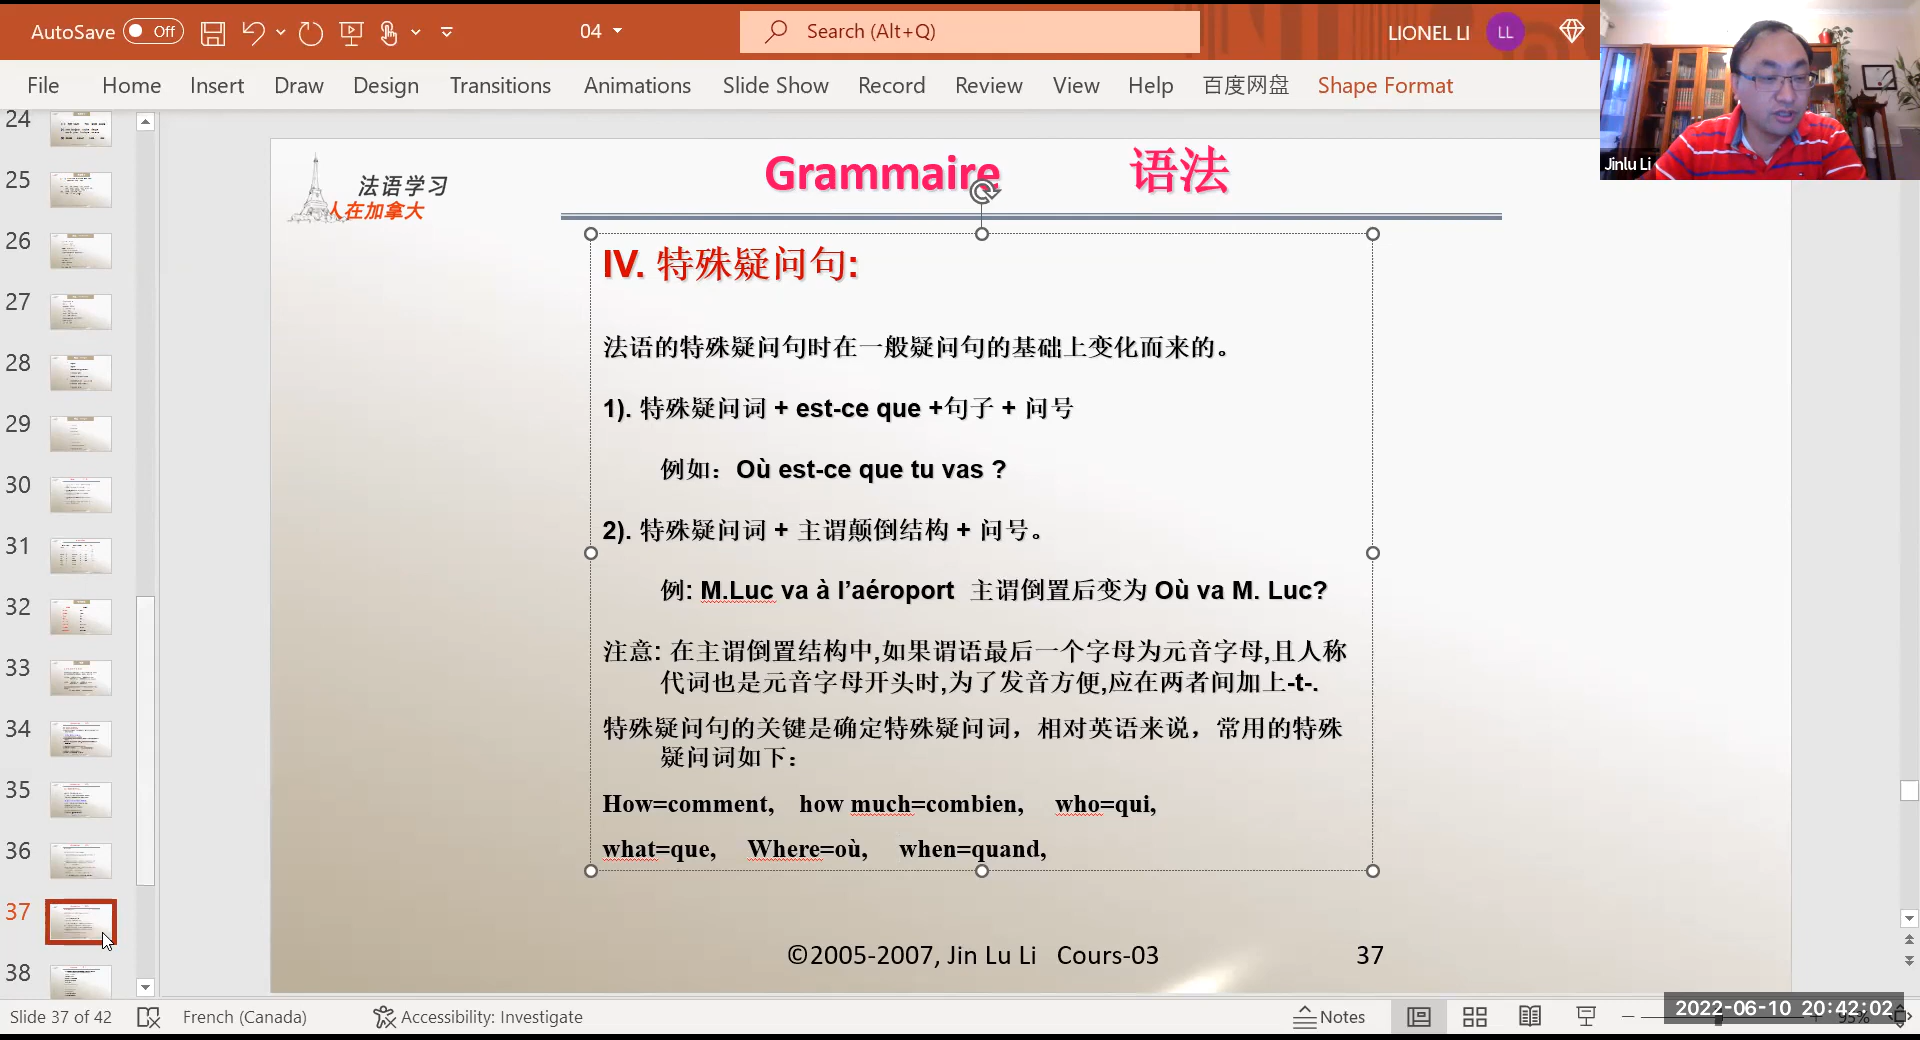 AutoSave Off
04
Search (Alt+Q)
LIONEL LI LL
File Home Insert Draw Design Transitions Animations Slide Show Record Review View Help 百度网盘 Shape Format
Jinlu Li
24
25
26
27
28
29
30
31
32
33
34
35
36
37
38
法语学习
人在加拿大
Grammaire 语法
IV. 特殊疑问句:
法语的特殊疑问句时在一般疑问句的基础上变化而来的。
1). 特殊疑问词 + est-ce que +句子 + 问号
例如：Où est-ce que tu vas ?
2). 特殊疑问词 + 主谓颠倒结构 + 问号。
例: M.Luc va à l’aéroport 主谓倒置后变为 Où va M. Luc?
注意: 在主谓倒置结构中,如果谓语最后一个字母为元音字母,且人称
代词也是元音字母开头时,为了发音方便,应在两者间加上-t-.
特殊疑问句的关键是确定特殊疑问词，相对英语来说，常用的特殊
疑问词如下：
How=comment, how much=combien, who=qui,
what=que, Where=où, when=quand,
©2005-2007, Jin Lu Li Cours-03 37
Slide 37 of 42 French (Canada) Accessibility: Investigate Notes
2022-06-10 20:42:02